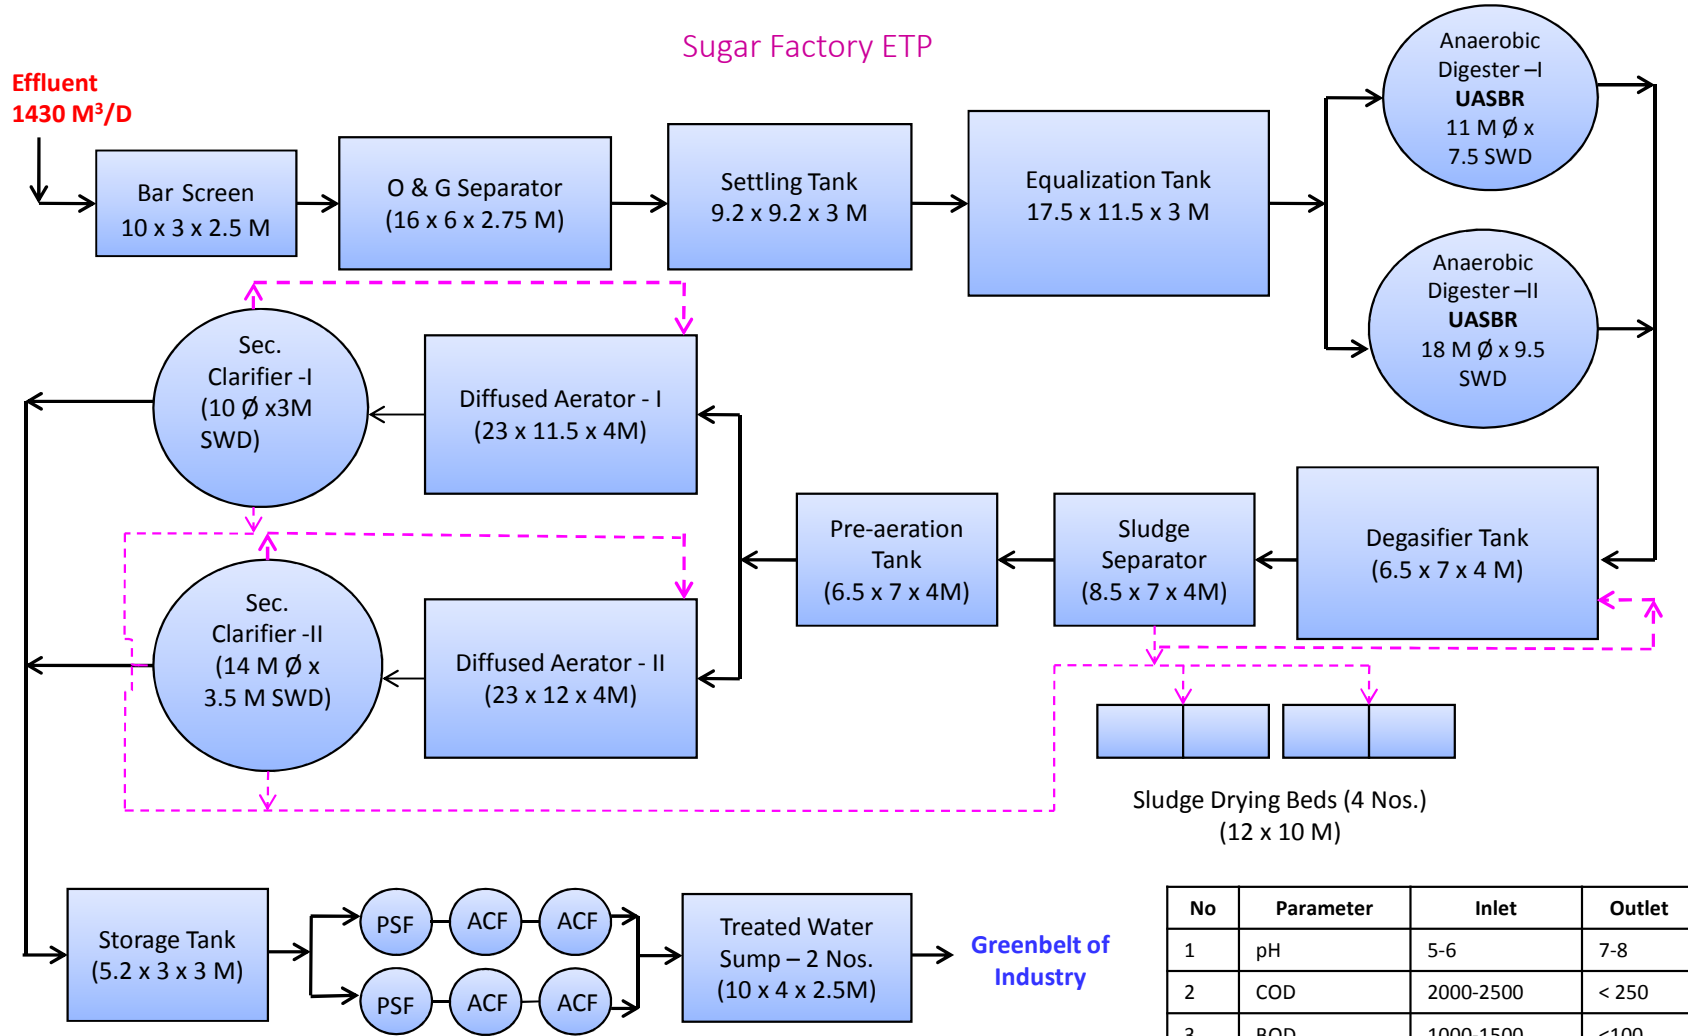 Sugar Factory ETP
Effluent
1430 M³/D
Bar Screen
10 x 3 x 2.5 M
O & G Separator
(16 x 6 x 2.75 M)
Settling Tank
9.2 x 9.2 x 3 M
Equalization Tank
17.5 x 11.5 x 3 M
Anaerobic
Digester –I
UASBR
11 M Ø x
7.5 SWD
Anaerobic
Digester –II
UASBR
18 M Ø x 9.5
SWD
Sec.
Clarifier -I
(10 Ø x3M
SWD)
Diffused Aerator - I
(23 x 11.5 x 4M)
Pre-aeration
Tank
(6.5 x 7 x 4M)
Sludge
Separator
(8.5 x 7 x 4M)
Degasifier Tank
(6.5 x 7 x 4 M)
Sec.
Clarifier -II
(14 M Ø x
3.5 M SWD)
Diffused Aerator - II
(23 x 12 x 4M)
Sludge Drying Beds (4 Nos.)
(12 x 10 M)
Storage Tank
(5.2 x 3 x 3 M)
PSF ACF ACF
PSF ACF ACF
Treated Water
Sump – 2 Nos.
(10 x 4 x 2.5M)
Greenbelt of
Industry
No Parameter Inlet Outlet
1 pH 5-6 7-8
2 COD 2000-2500 < 250
3 BOD 1000-1500 <100